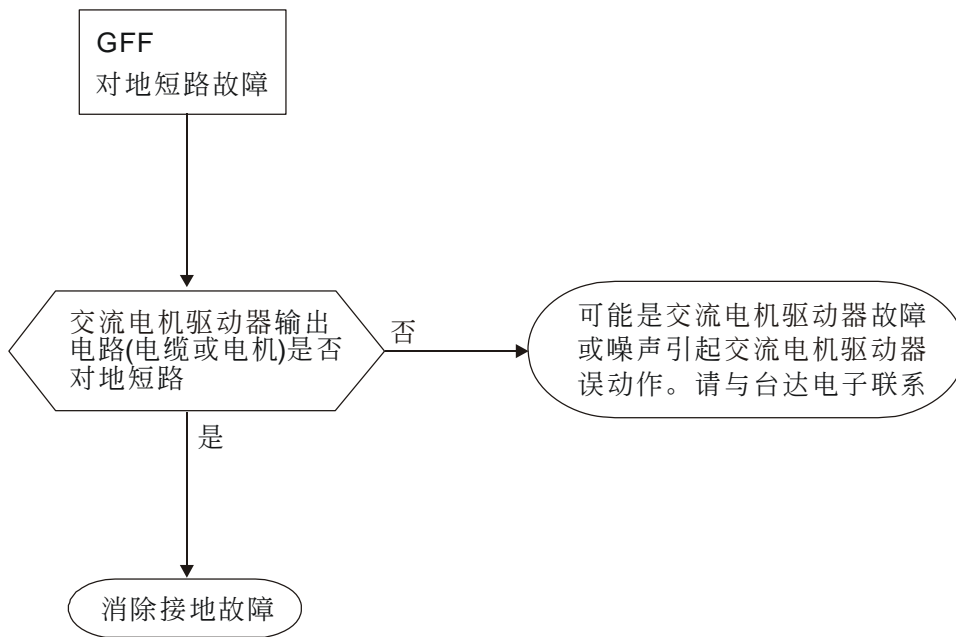 GFF
对地短路故障
交流电机驱动器输出
电路(电缆或电机)是否
对地短路
否
可能是交流电机驱动器故障
或噪声引起交流电机驱动器
误动作。请与台达电子联系
是
消除接地故障